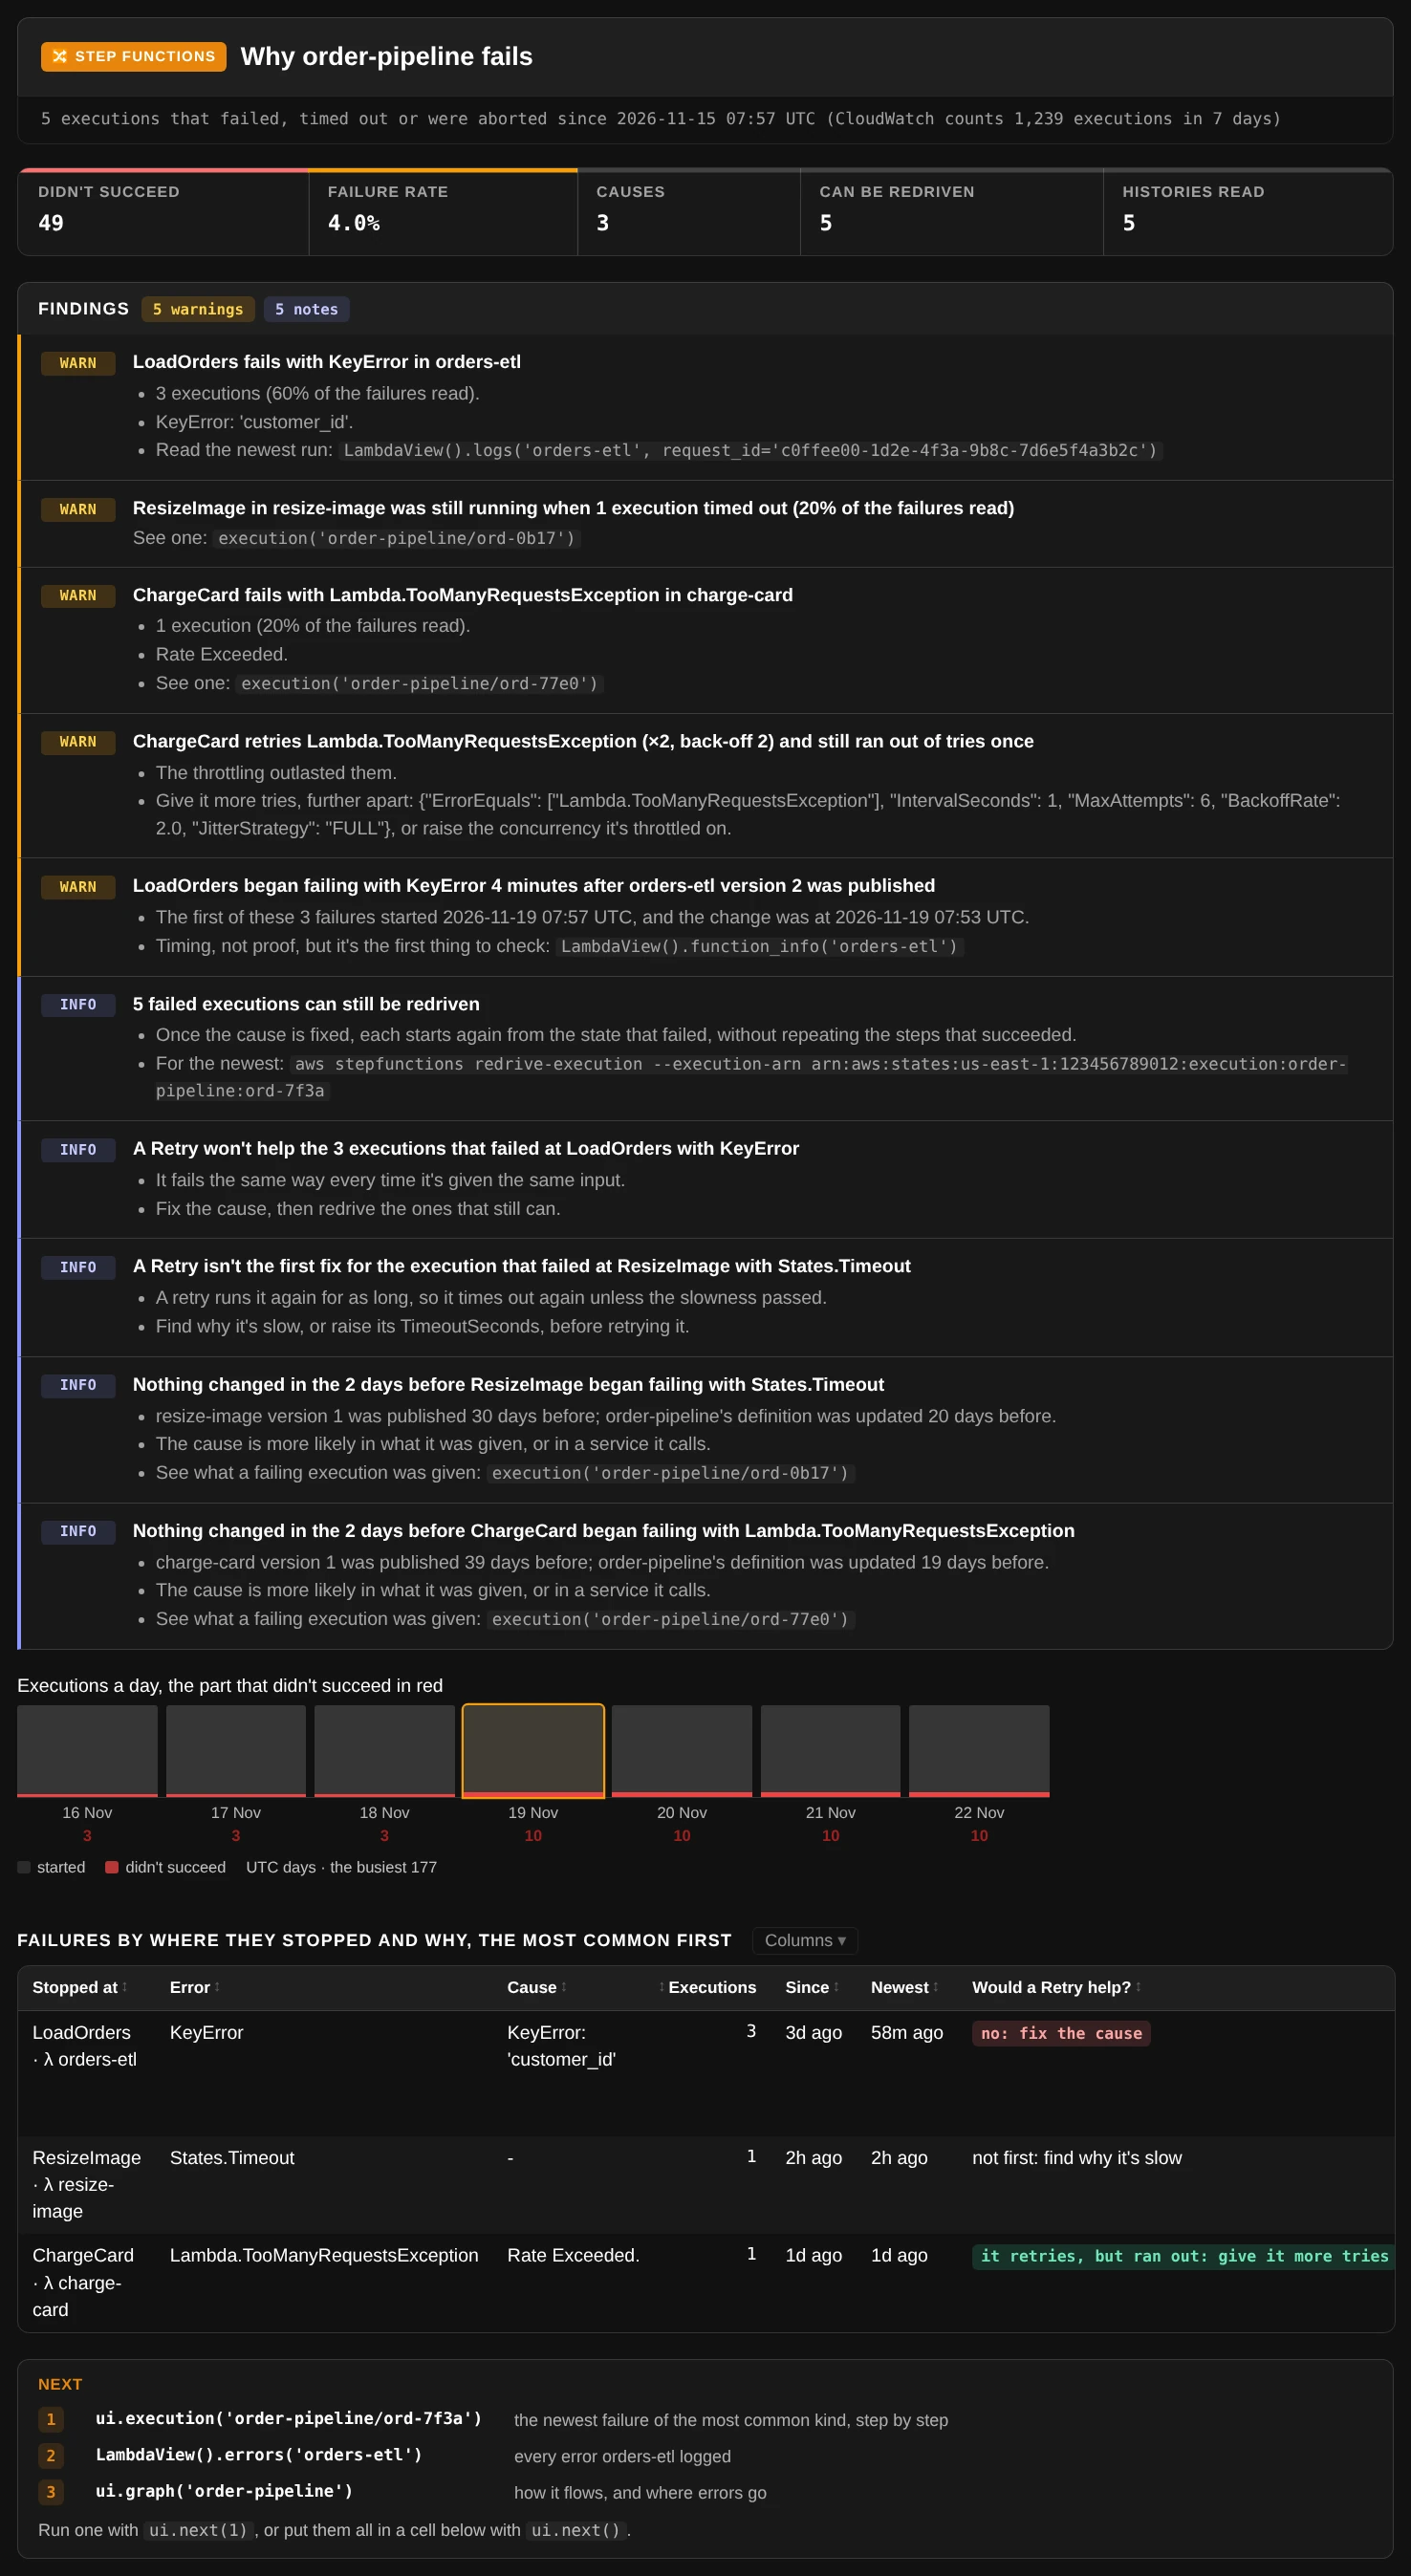 STEP FUNCTIONS Why order-pipeline fails
5 executions that failed, timed out or were aborted since 2026-11-15 07:57 UTC (CloudWatch counts 1,239 executions in 7 days)
DIDN'T SUCCEED FAILURE RATE CAUSES CAN BE REDRIVEN HISTORIES READ
49 4.0% 3 5 5
FINDINGS 5 warnings 5 notes
WARN LoadOrders fails with KeyError in orders-etl
• 3 executions (60% of the failures read).
• KeyError: 'customer_id'.
• Read the newest run: LambdaView().logs('orders-etl', request_id='c0ffee00-1d2e-4f3a-9b8c-7d6e5f4a3b2c')
WARN ResizeImage in resize-image was still running when 1 execution timed out (20% of the failures read)
See one: execution('order-pipeline/ord-0b17')
WARN ChargeCard fails with Lambda.TooManyRequestsException in charge-card
• 1 execution (20% of the failures read).
• Rate Exceeded.
• See one: execution('order-pipeline/ord-77e0')
WARN ChargeCard retries Lambda.TooManyRequestsException (×2, back-off 2) and still ran out of tries once
• The throttling outlasted them.
• Give it more tries, further apart: {"ErrorEquals": ["Lambda.TooManyRequestsException"], "IntervalSeconds": 1, "MaxAttempts": 6, "BackoffRate":
2.0, "JitterStrategy": "FULL"}, or raise the concurrency it's throttled on.
WARN LoadOrders began failing with KeyError 4 minutes after orders-etl version 2 was published
• The first of these 3 failures started 2026-11-19 07:57 UTC, and the change was at 2026-11-19 07:53 UTC.
• Timing, not proof, but it's the first thing to check: LambdaView().function_info('orders-etl')
INFO 5 failed executions can still be redriven
• Once the cause is fixed, each starts again from the state that failed, without repeating the steps that succeeded.
• For the newest: aws stepfunctions redrive-execution --execution-arn arn:aws:states:us-east-1:123456789012:execution:order-
pipeline:ord-7f3a
INFO A Retry won't help the 3 executions that failed at LoadOrders with KeyError
• It fails the same way every time it's given the same input.
• Fix the cause, then redrive the ones that still can.
INFO A Retry isn't the first fix for the execution that failed at ResizeImage with States.Timeout
• A retry runs it again for as long, so it times out again unless the slowness passed.
• Find why it's slow, or raise its TimeoutSeconds, before retrying it.
INFO Nothing changed in the 2 days before ResizeImage began failing with States.Timeout
• resize-image version 1 was published 30 days before; order-pipeline's definition was updated 20 days before.
• The cause is more likely in what it was given, or in a service it calls.
• See what a failing execution was given: execution('order-pipeline/ord-0b17')
INFO Nothing changed in the 2 days before ChargeCard began failing with Lambda.TooManyRequestsException
• charge-card version 1 was published 39 days before; order-pipeline's definition was updated 19 days before.
• The cause is more likely in what it was given, or in a service it calls.
• See what a failing execution was given: execution('order-pipeline/ord-77e0')
Executions a day, the part that didn't succeed in red
16 Nov 17 Nov 18 Nov 19 Nov 20 Nov 21 Nov 22 Nov
3 3 3 10 10 10 10
started didn't succeed UTC days · the busiest 177
FAILURES BY WHERE THEY STOPPED AND WHY, THE MOST COMMON FIRST Columns ▾
Stopped at ↕ Error ↕ Cause ↕ ↕ Executions Since ↕ Newest ↕ Would a Retry help? ↕
LoadOrders KeyError KeyError: 3 3d ago 58m ago no: fix the cause
· λ orders-etl 'customer_id'
ResizeImage States.Timeout - 1 2h ago 2h ago not first: find why it's slow
· λ resize-
image
ChargeCard Lambda.TooManyRequestsException Rate Exceeded. 1 1d ago 1d ago it retries, but ran out: give it more tries
· λ charge-
card
NEXT
1 ui.execution('order-pipeline/ord-7f3a') the newest failure of the most common kind, step by step
2 LambdaView().errors('orders-etl') every error orders-etl logged
3 ui.graph('order-pipeline') how it flows, and where errors go
Run one with ui.next(1), or put them all in a cell below with ui.next().